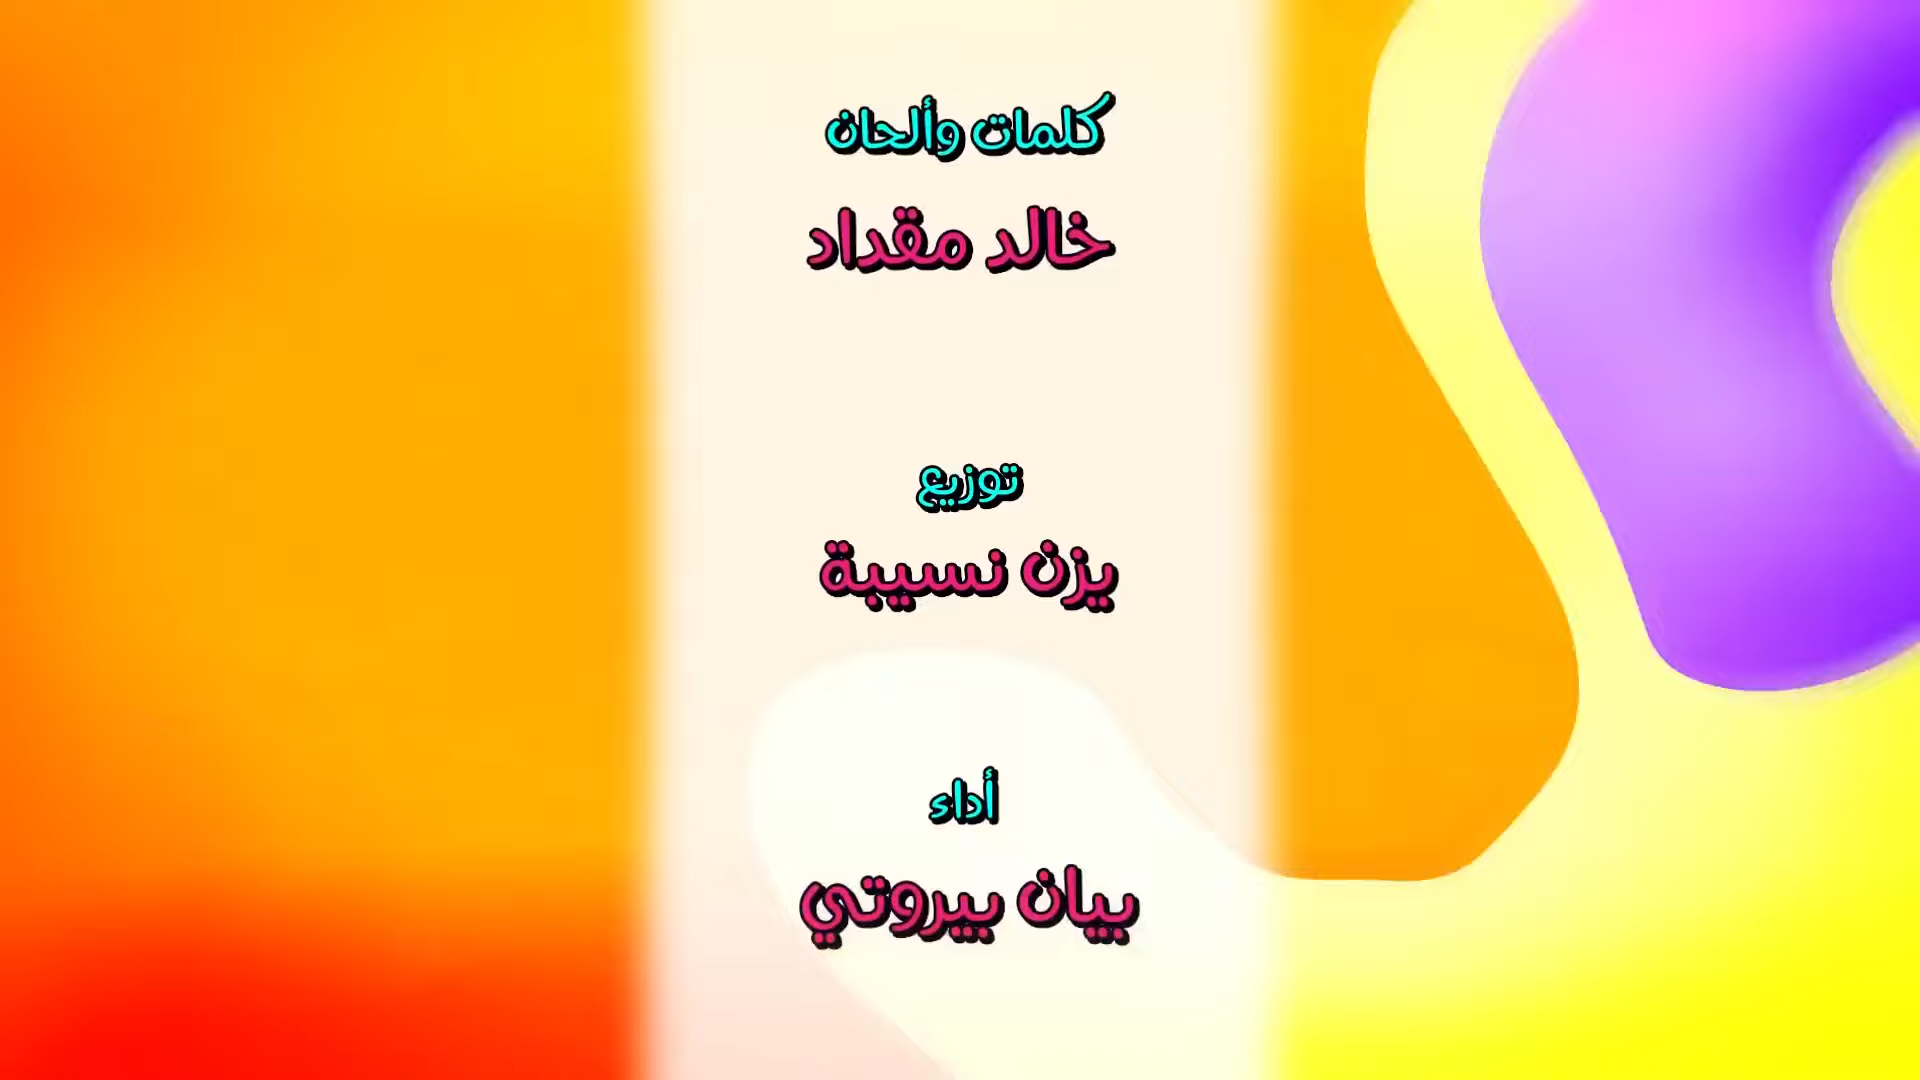 كلمات وألحان
خالد مقداد
توزيع
يزن نسيبة
أداء
بيان بيروتي